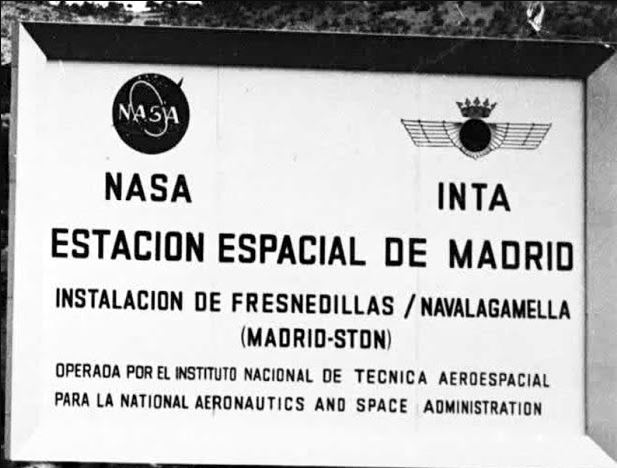 NASA
NASA INTA
ESTACION ESPACIAL DE MADRID
INSTALACION DE FRESNEDILLAS / NAVALAGAMELLA
(MADRID-STDN)
OPERADA POR EL INSTITUTO NACIONAL DE TECNICA AEROESPACIAL
PARA LA NATIONAL AERONAUTICS AND SPACE ADMINISTRATION